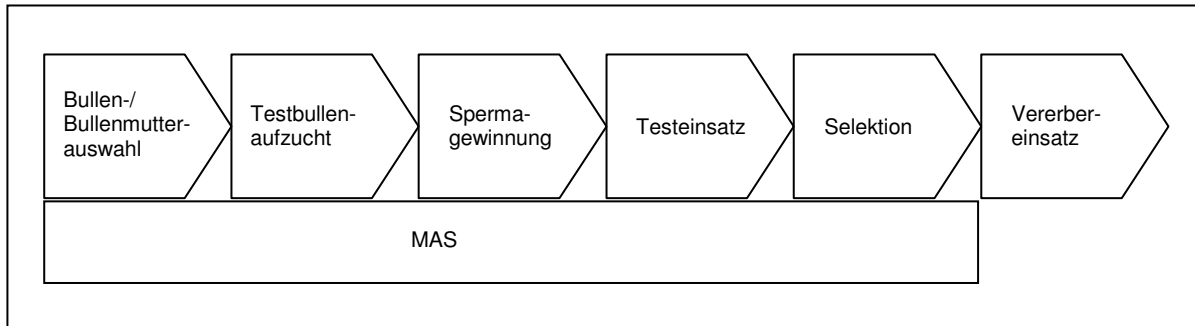 Bullen-/
Bullenmutter-
auswahl
Testbullen-
aufzucht
Sperma-
gewinnung
Testeinsatz
Selektion
Vererber-
einsatz
MAS